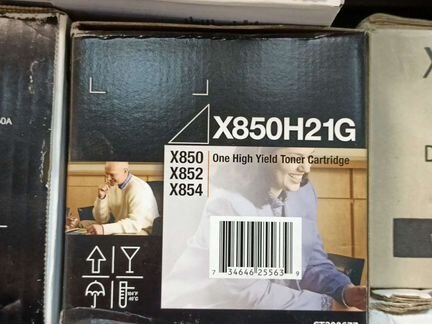 X850H21G
X850 One High Yield Toner Cartridge
X852
X854
7 34646 25563 9